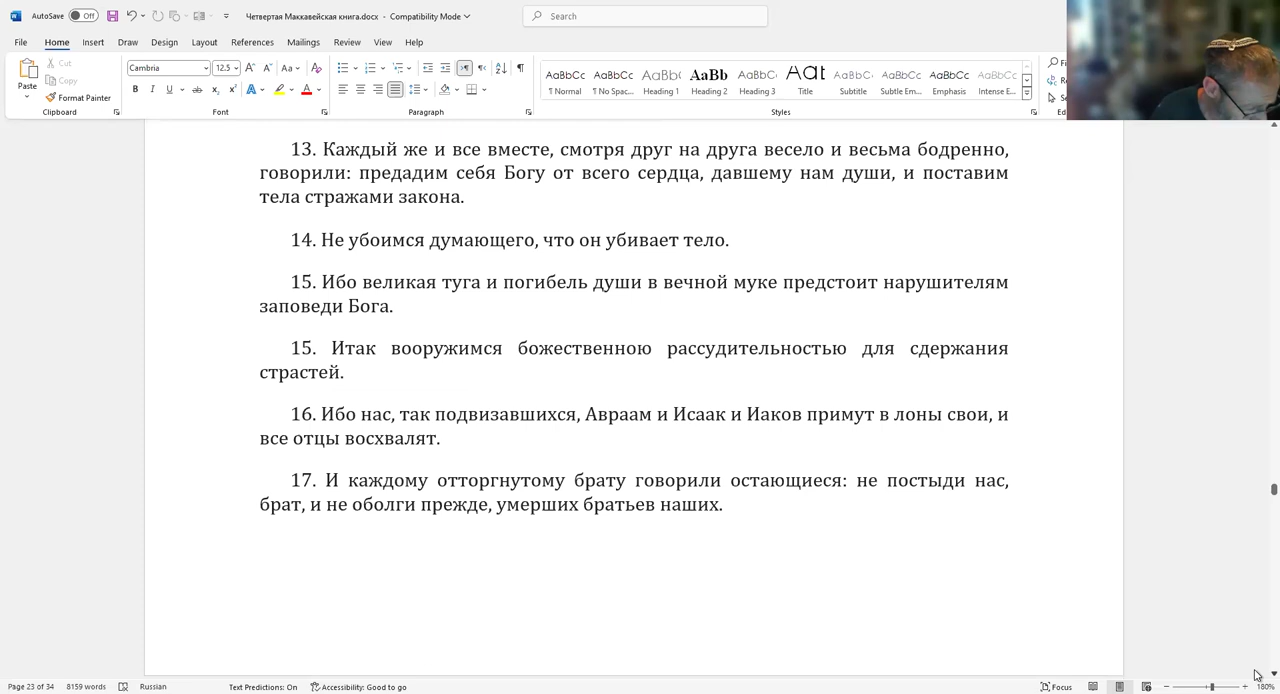 AutoSave Off Четвертая Маккавейская книга.docx - Compatibility Mode Search
File Home Insert Draw Design Layout References Mailings Review View Help
Paste Cut Copy Format Painter Cambria 12.5
AaBbCc AaBbCc AaBbC AaBb AaBbC AaBt AaBbC AaBbCc AaBbCc AaBbCc
¶ Normal ¶ No Spac... Heading 1 Heading 2 Heading 3 Title Subtitle Subtle Em... Emphasis Intense E...
Clipboard Font Paragraph Styles
13. Каждый же и все вместе, смотря друг на друга весело и весьма бодренно,
говорили: предадим себя Богу от всего сердца, давшему нам души, и поставим
тела стражами закона.
14. Не убоимся думающего, что он убивает тело.
15. Ибо великая туга и погибель души в вечной муке предстоит нарушителям
заповеди Бога.
15. Итак вооружимся божественною рассудительностью для сдержания
страстей.
16. Ибо нас, так подвизавшихся, Авраам и Исаак и Иаков примут в лоны свои, и
все отцы восхвалят.
17. И каждому отторгнутому брату говорили остающиеся: не постыди нас,
брат, и не оболги прежде, умерших братьев наших.
Page 23 of 34 8159 words Russian Text Predictions: On Accessibility: Good to go Focus 180%